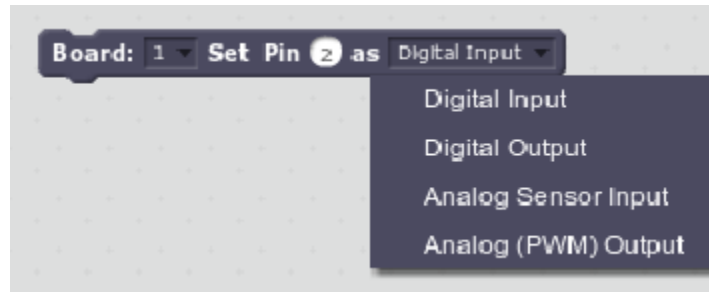 Board: 1 Set Pin 2 as Digital Input
Digital Input
Digital Output
Analog Sensor Input
Analog (PWM) Output